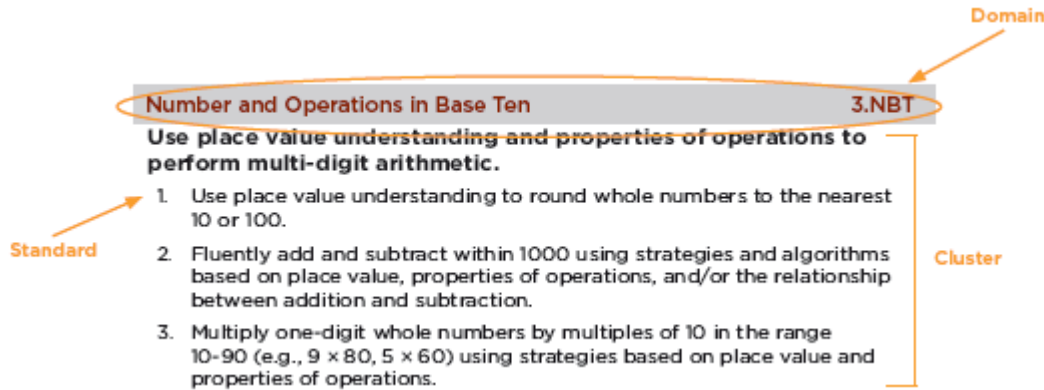 Domain
Number and Operations in Base Ten 3.NBT
Use place value understanding and properties of operations to
perform multi-digit arithmetic.
1. Use place value understanding to round whole numbers to the nearest
10 or 100.
Standard
2. Fluently add and subtract within 1000 using strategies and algorithms
based on place value, properties of operations, and/or the relationship
between addition and subtraction.
Cluster
3. Multiply one-digit whole numbers by multiples of 10 in the range
10-90 (e.g., 9 × 80, 5 × 60) using strategies based on place value and
properties of operations.